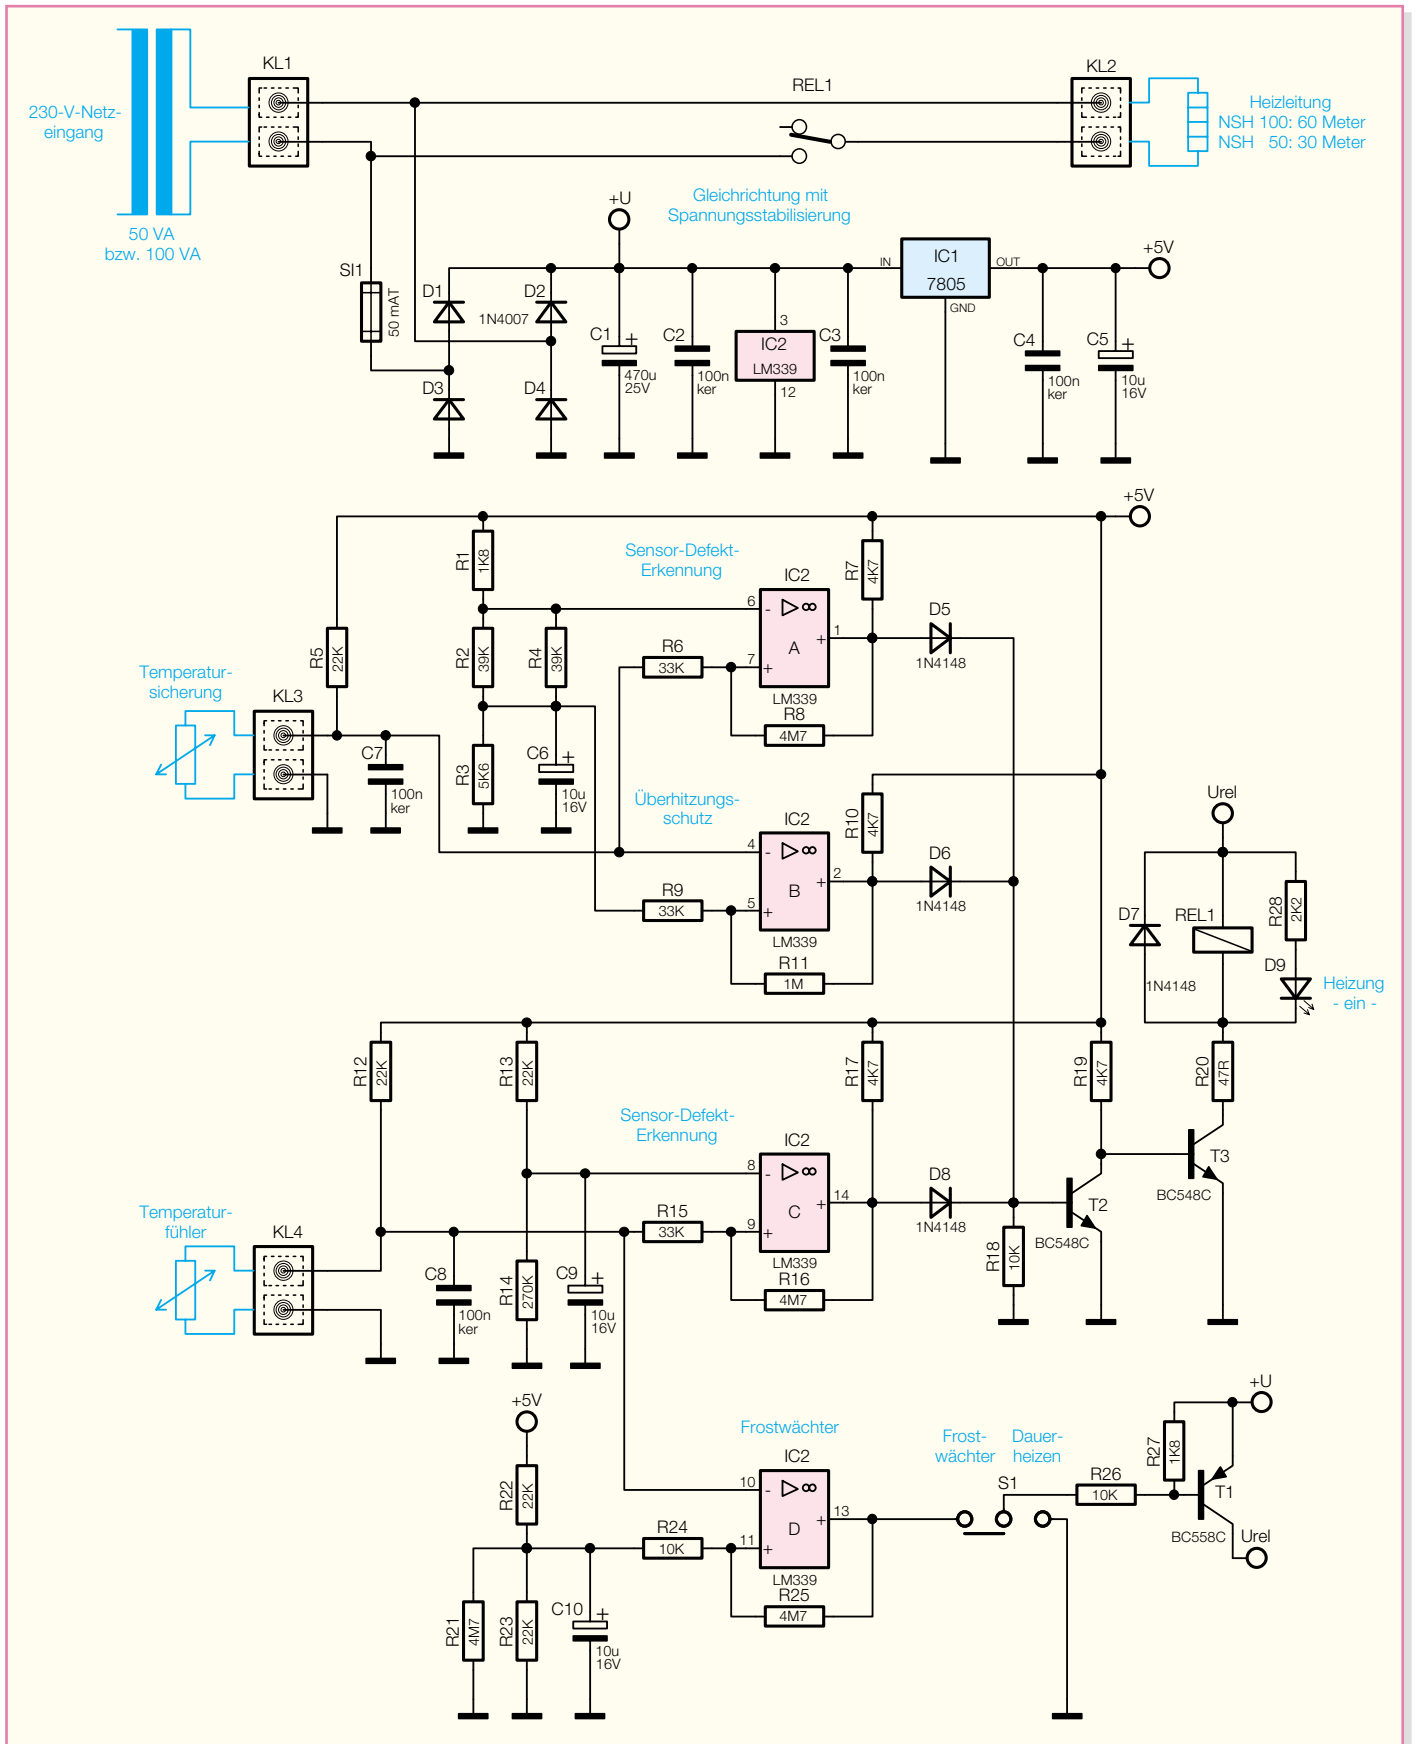 KL1
REL1
KL2
230-V-Netz-
eingang
Heizleitung
NSH 100: 60 Meter
NSH 50: 30 Meter
50 VA
bzw. 100 VA
+U
Gleichrichtung mit
Spannungsstabilisierung
SI1
50 mAT
D1
D2
1N4007
D3
D4
C1
+
470u
25V
C2
100n
ker
3
IC2
LM339
12
C3
100n
ker
IN
IC1
7805
OUT
GND
+5V
C4
100n
ker
C5
+
10u
16V
+5V
R1
1K8
Sensor-Defekt-
Erkennung
IC2
R7
4K7
R5
22K
R2
39K
R4
39K
R6
33K
6
-
∞
A
7
+
+
1
LM339
D5
1N4148
R8
4M7
Temperatur-
sicherung
KL3
C7
100n
ker
R3
5K6
C6
+
10u
16V
Überhitzungs-
schutz
IC2
R10
4K7
4
-
∞
B
5
+
+
2
LM339
R9
33K
D6
1N4148
R11
1M
Urel
D7
1N4148
REL1
R28
2K2
D9
Heizung
- ein -
R12
22K
R13
22K
R17
4K7
R19
4K7
R20
47R
Sensor-Defekt-
Erkennung
IC2
8
-
∞
C
9
+
+
14
LM339
R15
33K
D8
1N4148
R16
4M7
T2
BC548C
T3
BC548C
R18
10K
Temperatur-
fühler
KL4
C8
100n
ker
R14
270K
C9
+
10u
16V
+5V
R22
22K
Frostwächter
IC2
10
-
∞
D
11
+
+
13
LM339
R24
10K
R25
4M7
R21
4M7
R23
22K
C10
+
10u
16V
Frost-
wächter
Dauer-
heizen
S1
R26
10K
R27
1K8
+U
T1
BC558C
Urel